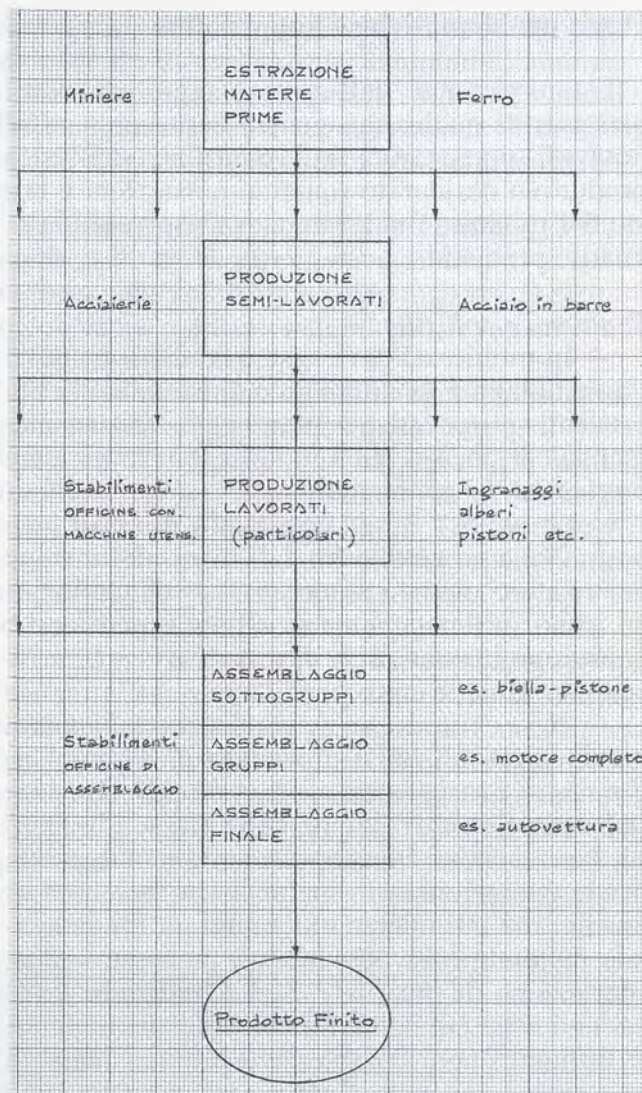 Miniere
ESTRAZIONE
MATERIE
PRIME
Ferro
Acciaierie
PRODUZIONE
SEMI-LAVORATI
Acciaio in barre
Stabilimenti
OFFICINE CON.
MACCHINE UTENS.
PRODUZIONE
LAVORATI
(particolari)
Ingranaggi
alberi
pistoni etc.
ASSEMBLAGGIO
SOTTOGRUPPI
es. biella-pistone
Stabilimenti
OFFICINE DI
ASSEMBLAGGIO
ASSEMBLAGGIO
GRUPPI
es. motore completo
ASSEMBLAGGIO
FINALE
es. autovettura
Prodotto Finito